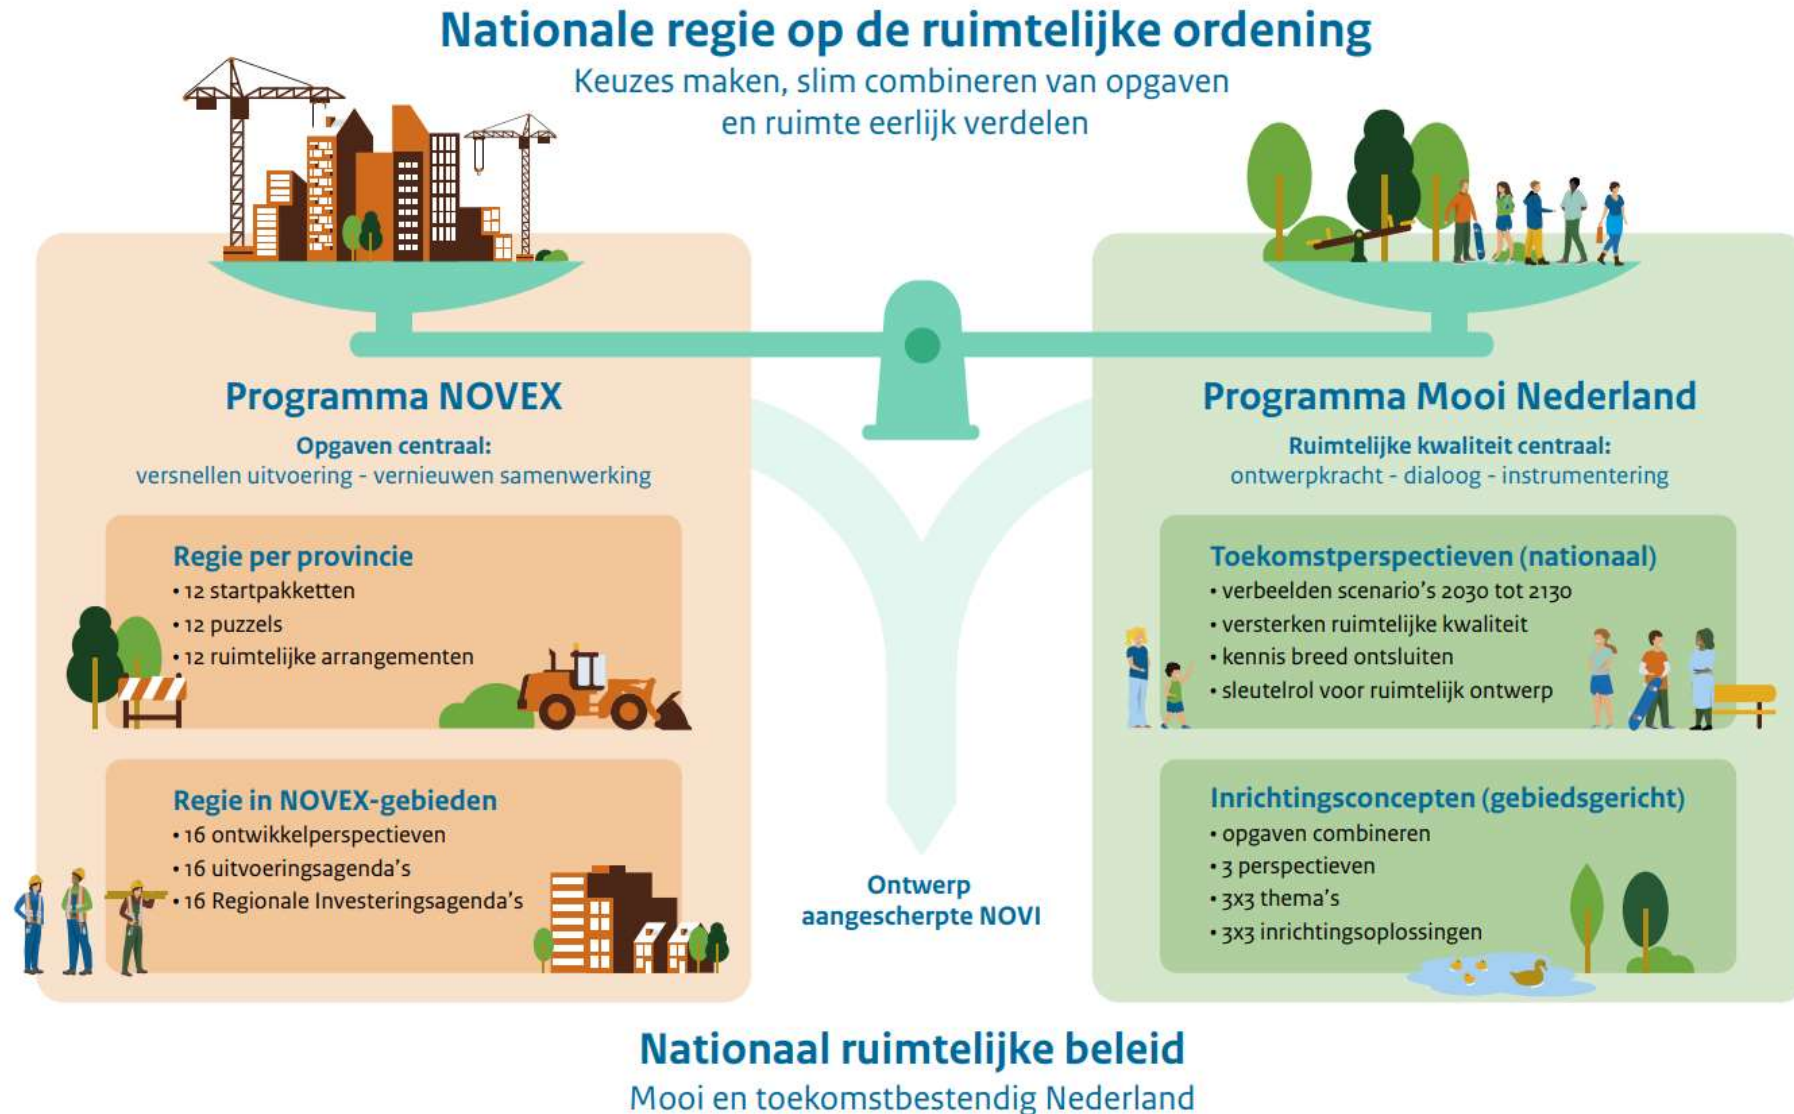 Nationale regie op de ruimtelijke ordening
Keuzes maken, slim combineren van opgaven
en ruimte eerlijk verdelen
Programma NOVEX
Opgaven centraal:
versnellen uitvoering - vernieuwen samenwerking
Regie per provincie
• 12 startpakketten
• 12 puzzels
• 12 ruimtelijke arrangementen
Regie in NOVEX-gebieden
• 16 ontwikkelperspectieven
• 16 uitvoeringsagenda's
• 16 Regionale Investeringsagenda's
Ontwerp
aangescherpte NOVI
Programma Mooi Nederland
Ruimtelijke kwaliteit centraal:
ontwerpkracht - dialoog - instrumentering
Toekomstperspectieven (nationaal)
• verbeelden scenario's 2030 tot 2130
• versterken ruimtelijke kwaliteit
• kennis breed ontsluiten
• sleutelrol voor ruimtelijk ontwerp
Inrichtingsconcepten (gebiedsgericht)
• opgaven combineren
• 3 perspectieven
• 3x3 thema's
• 3x3 inrichtingsoplossingen
Nationaal ruimtelijke beleid
Mooi en toekomstbestendig Nederland